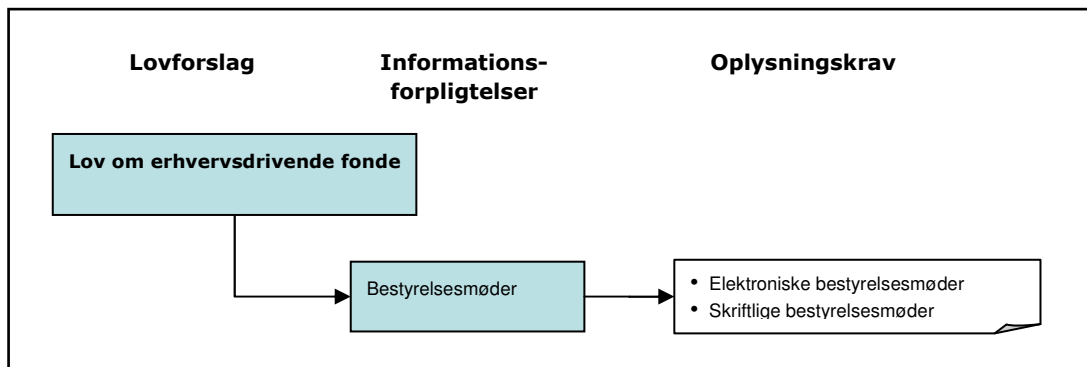 Lovforslag
Informations-
forpligtelser
Oplysningskrav
Lov om erhvervsdrivende fonde
Bestyrelsesmøder
• Elektroniske bestyrelsesmøder
• Skriftlige bestyrelsesmøder